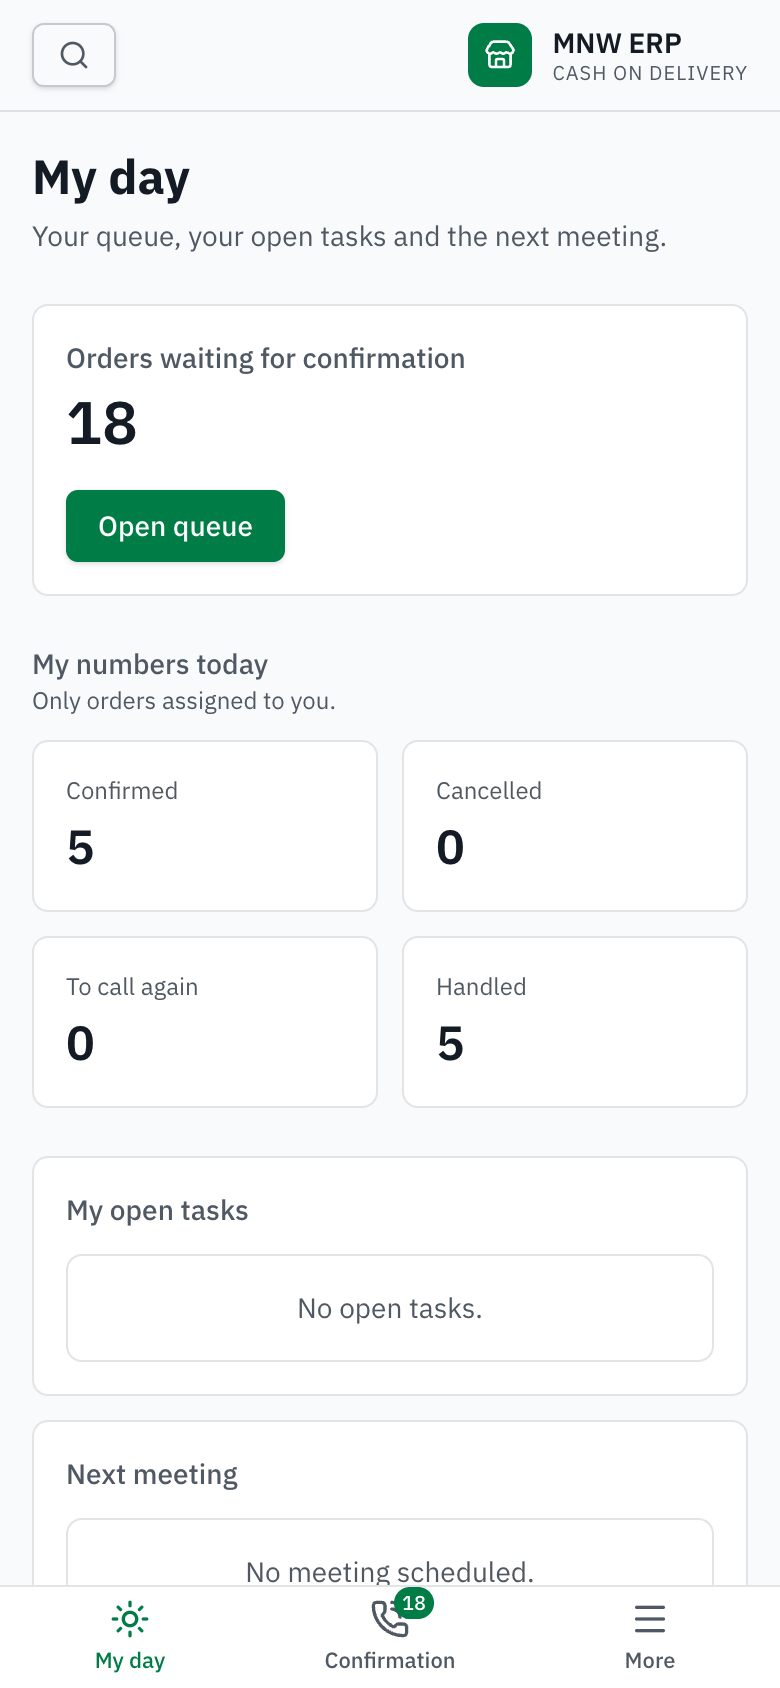 MNW ERP
CASH ON DELIVERY
My day
Your queue, your open tasks and the next meeting.
Orders waiting for confirmation
18
Open queue
My numbers today
Only orders assigned to you.
Confirmed
5
Cancelled
0
To call again
0
Handled
5
My open tasks
No open tasks.
Next meeting
No meeting scheduled.
18
My day
Confirmation
More